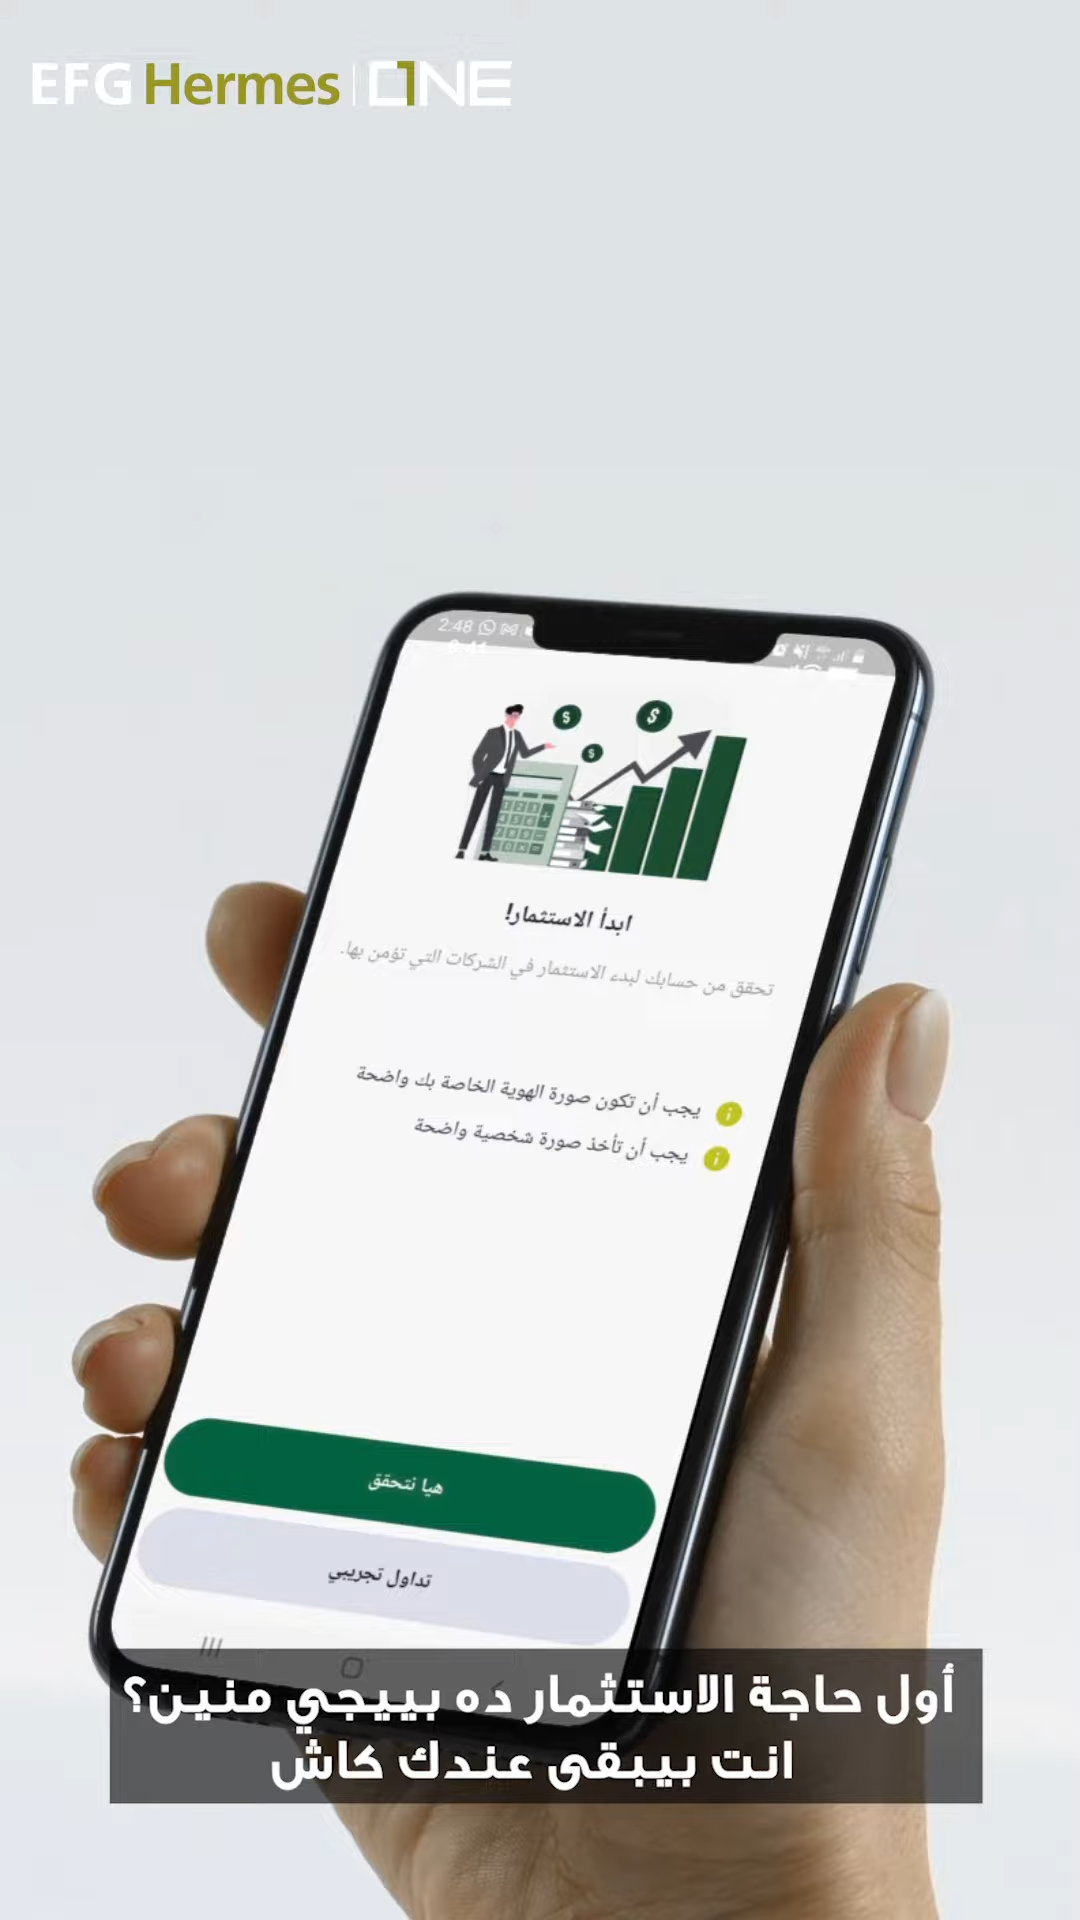 EFG Hermes | ONE
2:48
ابدأ الاستثمار!
تحقق من حسابك لبدء الاستثمار في الشركات التي تؤمن بها.
يجب أن تكون صورة الهوية الخاصة بك واضحة
يجب أن تأخذ صورة شخصية واضحة
هيا نتحقق
تداول تجريبي
أول حاجة الاستثمار ده بييجي منين؟
انت بيبقى عندك كاش